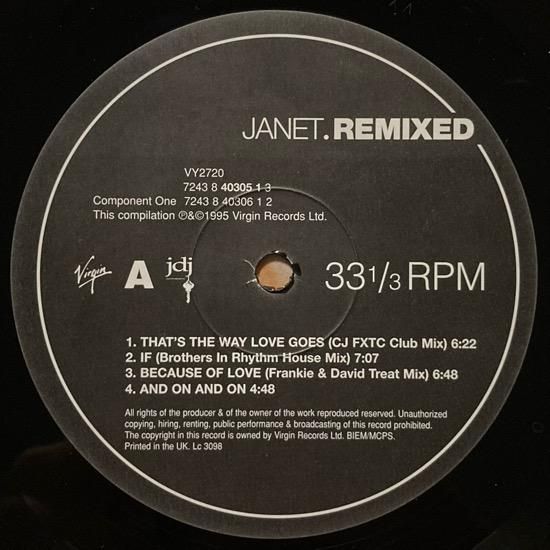 JANET.REMIXED
VY2720
7243 8 40305 1 3
Component One 7243 8 40306 1 2
This compilation ℗&©1995 Virgin Records Ltd.
Virgin A jdj 33 1/3 RPM
1. THAT'S THE WAY LOVE GOES (CJ FXTC Club Mix) 6:22
2. IF (Brothers In Rhythm House Mix) 7:07
3. BECAUSE OF LOVE (Frankie & David Treat Mix) 6:48
4. AND ON AND ON 4:48
All rights of the producer & of the owner of the work reproduced reserved. Unauthorized
copying, hiring, renting, public performance & broadcasting of this record prohibited.
The copyright in this record is owned by Virgin Records Ltd. BIEM/MCPS.
Printed in the UK. Lc 3098